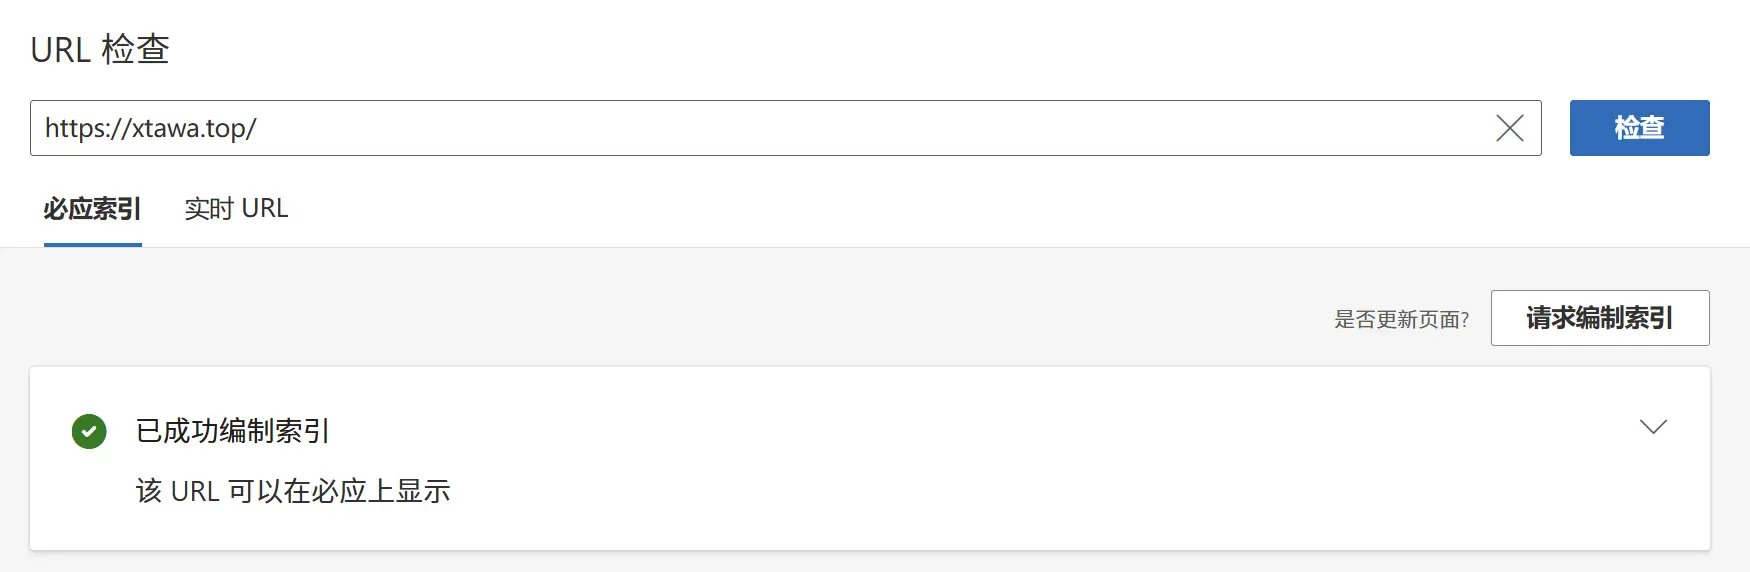 URL 检查
https://xtawa.top/
检查
必应索引
实时 URL
是否更新页面?
请求编制索引
已成功编制索引
该 URL 可以在必应上显示